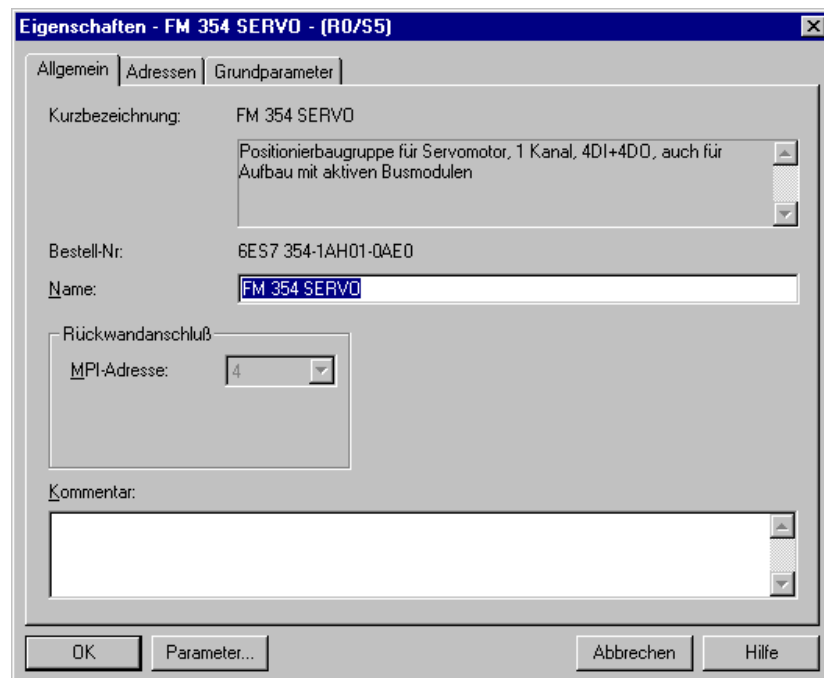 Eigenschaften - FM 354 SERVO - (R0/S5)
Allgemein Adressen Grundparameter
Kurzbezeichnung: FM 354 SERVO
Positionierbaugruppe für Servomotor, 1 Kanal, 4DI+4DO, auch für
Aufbau mit aktiven Busmodulen
Bestell-Nr: 6ES7 354-1AH01-0AE0
Name: FM 354 SERVO
Rückwandanschluß
MPI-Adresse: 4
Kommentar:
OK Parameter... Abbrechen Hilfe